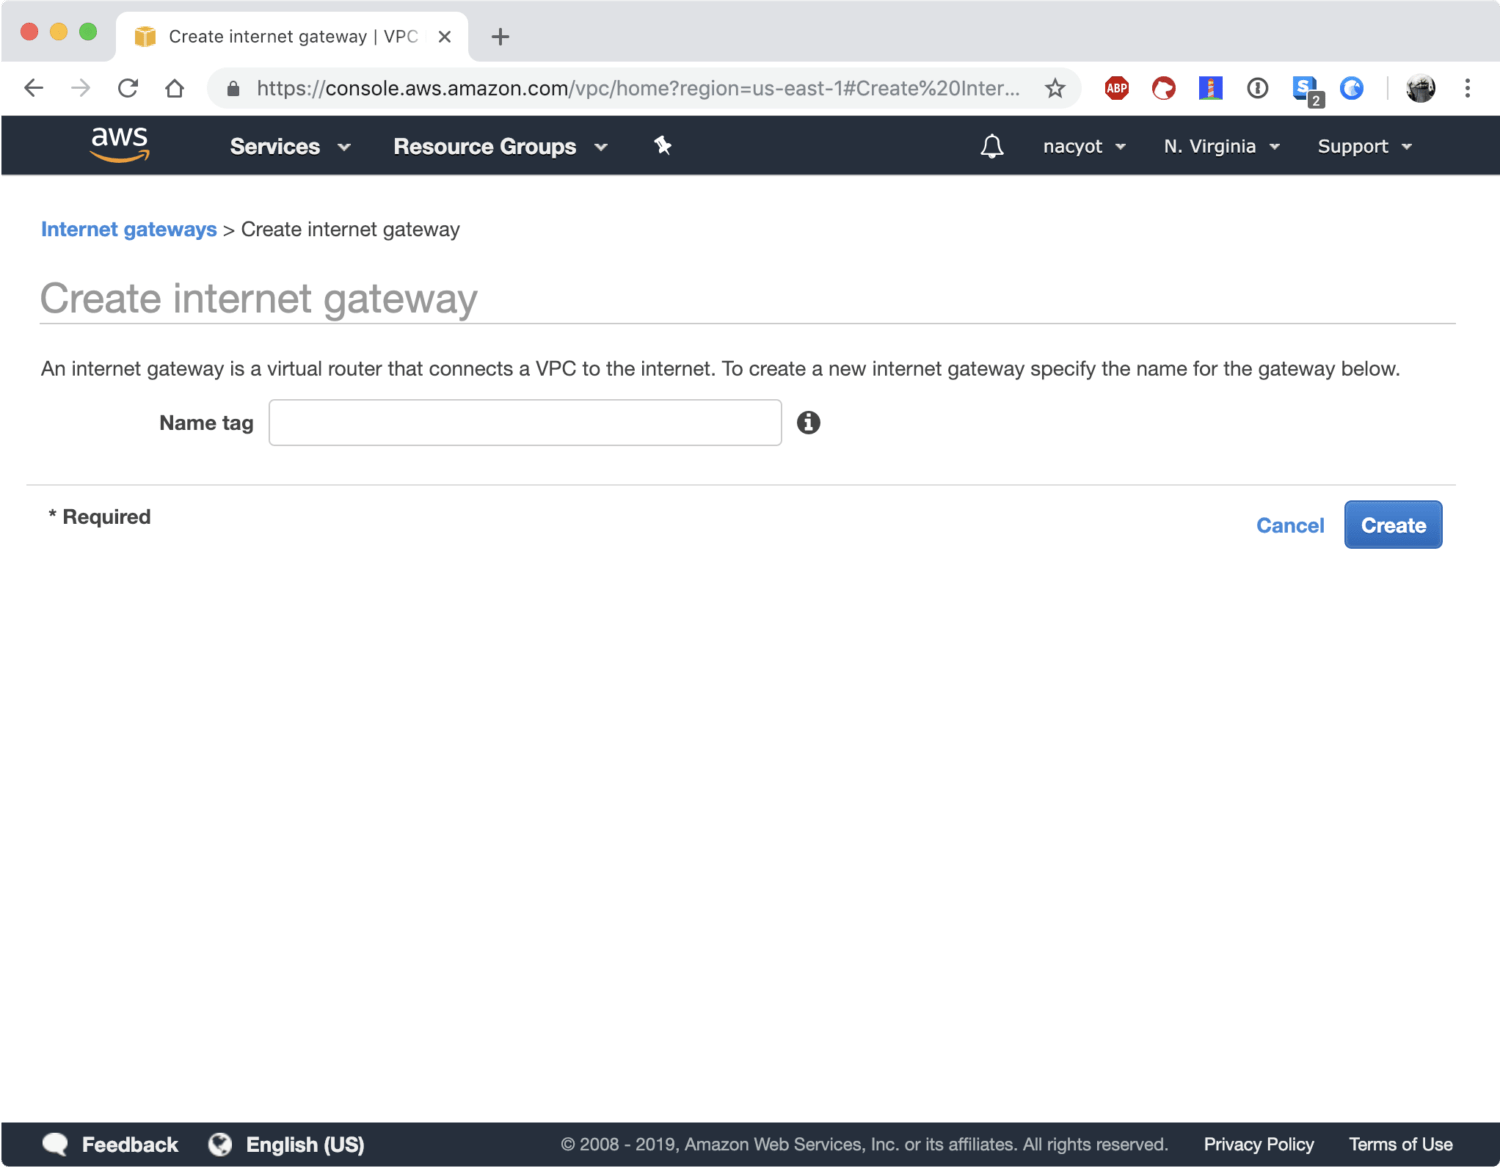 Create internet gateway | VPC
https://console.aws.amazon.com/vpc/home?region=us-east-1#Create%20Inter...
ABP
S
2
aws
Services
Resource Groups
nacyot
N. Virginia
Support
Internet gateways > Create internet gateway
Create internet gateway
An internet gateway is a virtual router that connects a VPC to the internet. To create a new internet gateway specify the name for the gateway below.
Name tag
* Required
Cancel
Create
Feedback
English (US)
© 2008 - 2019, Amazon Web Services, Inc. or its affiliates. All rights reserved.
Privacy Policy
Terms of Use